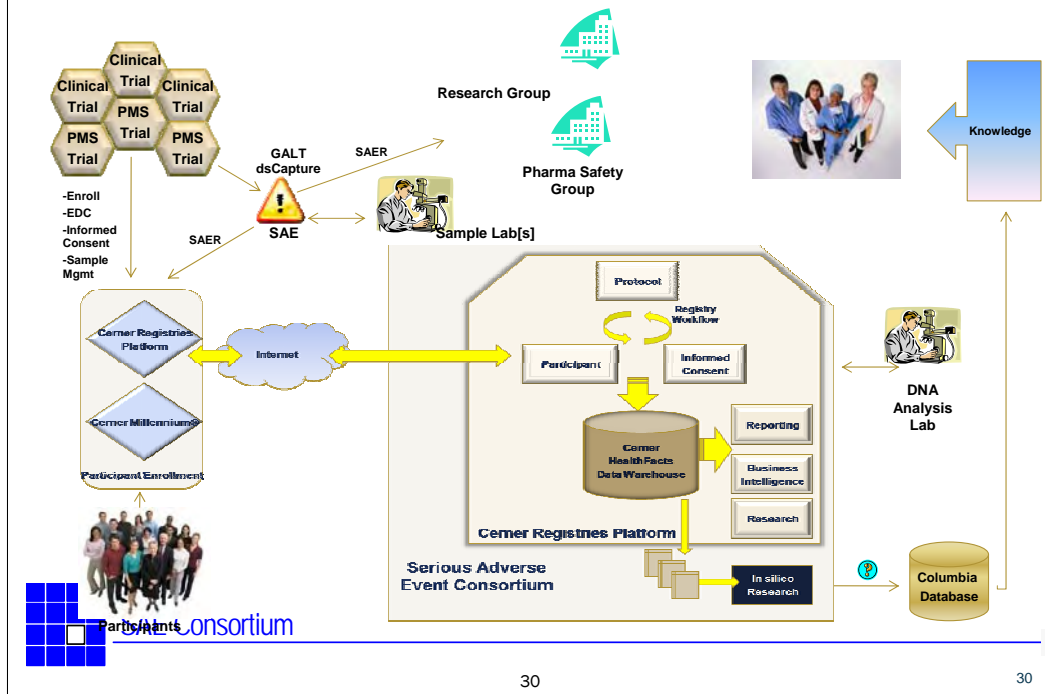 Clinical
Trial
Clinical
Trial
Clinical
Trial
PMS
Trial
PMS
Trial
PMS
Trial
-Enroll
-EDC
-Informed
Consent
-Sample
Mgmt
GALT
dsCapture
SAE
SAER
SAER
Research Group
Pharma Safety
Group
Sample Lab[s]
Knowledge
Cerner Registries
Platform
Cerner Millennium®
Participant Enrollment
Internet
Protocol
Registry
Workflow
Participant
Informed
Consent
Cerner
HealthFacts
Data Warehouse
Reporting
Business
Intelligence
Research
Cerner Registries Platform
Serious Adverse
Event Consortium
In silico
Research
?
Columbia
Database
DNA
Analysis
Lab
Participants
SAE Consortium
30
30